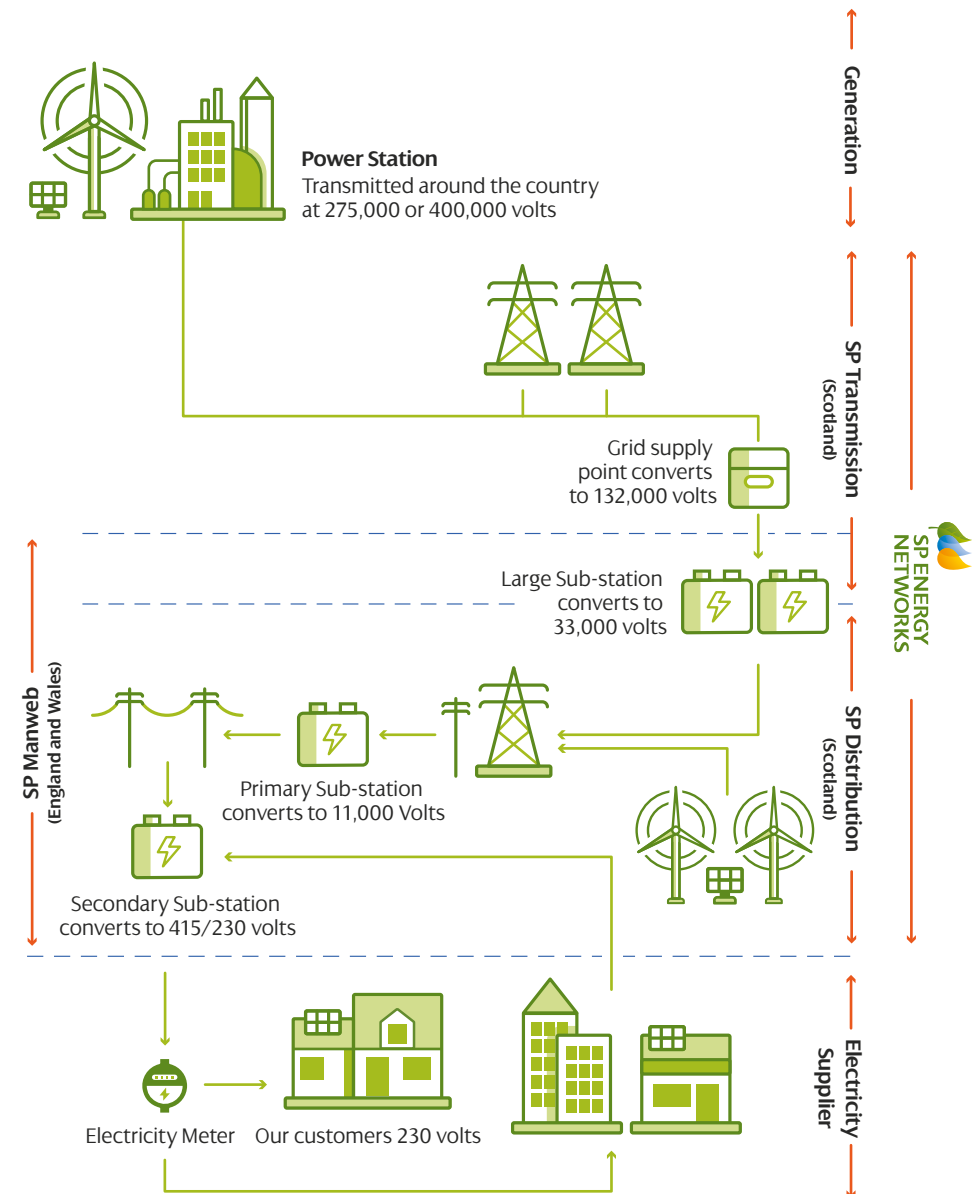 Generation
Power Station
Transmitted around the country
at 275,000 or 400,000 volts
SP Transmission
(Scotland)
Grid supply
point converts
to 132,000 volts
SP ENERGY
NETWORKS
Large Sub-station
converts to
33,000 volts
SP Manweb
(England and Wales)
SP Distribution
(Scotland)
Primary Sub-station
converts to 11,000 Volts
Secondary Sub-station
converts to 415/230 volts
Electricity
Supplier
Electricity Meter
Our customers 230 volts